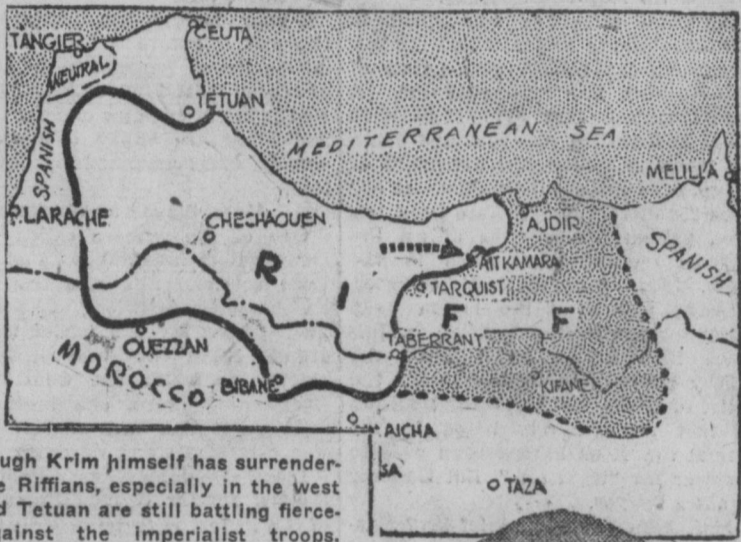 TANGIER
CEUTA
NEUTRAL
TETUAN
SPANISH
MEDITERRANEAN SEA
MELILLA
LARACHE
CHECHAOUEN
AJDIR
SPANISH
AIT KAMARA
TARQUIST
R I F F
TABERRANT
OUEZZAN
MOROCCO
BIBANE
KIFANE
AICHA
TAZA
ugh Krim himself has surrender-
e Riffians, especially in the west
d Tetuan are still battling fierce-
ainst the imperialist troops.